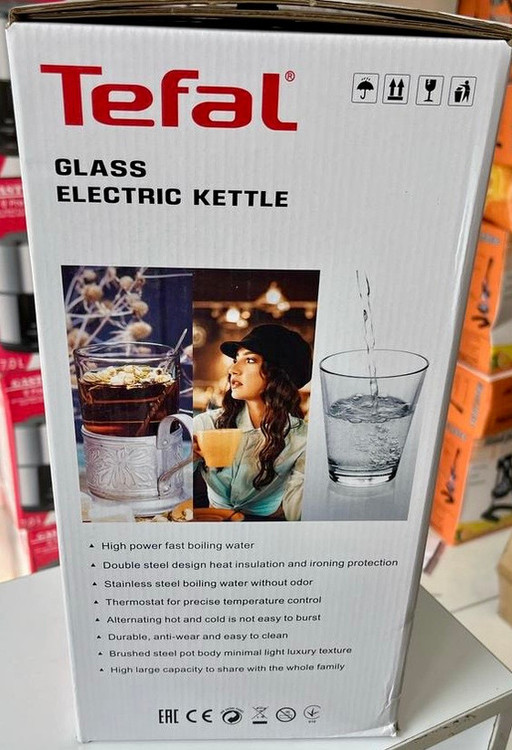 Tefal®
GLASS
ELECTRIC KETTLE
High power fast boiling water
Double steel design heat insulation and ironing protection
Stainless steel boiling water without odor
Thermostat for precise temperature control
Alternating hot and cold is not easy to burst
Durable, anti-wear and easy to clean
Brushed steel pot body minimal light luxury texture
High large capacity to share with the whole family
EAC CE